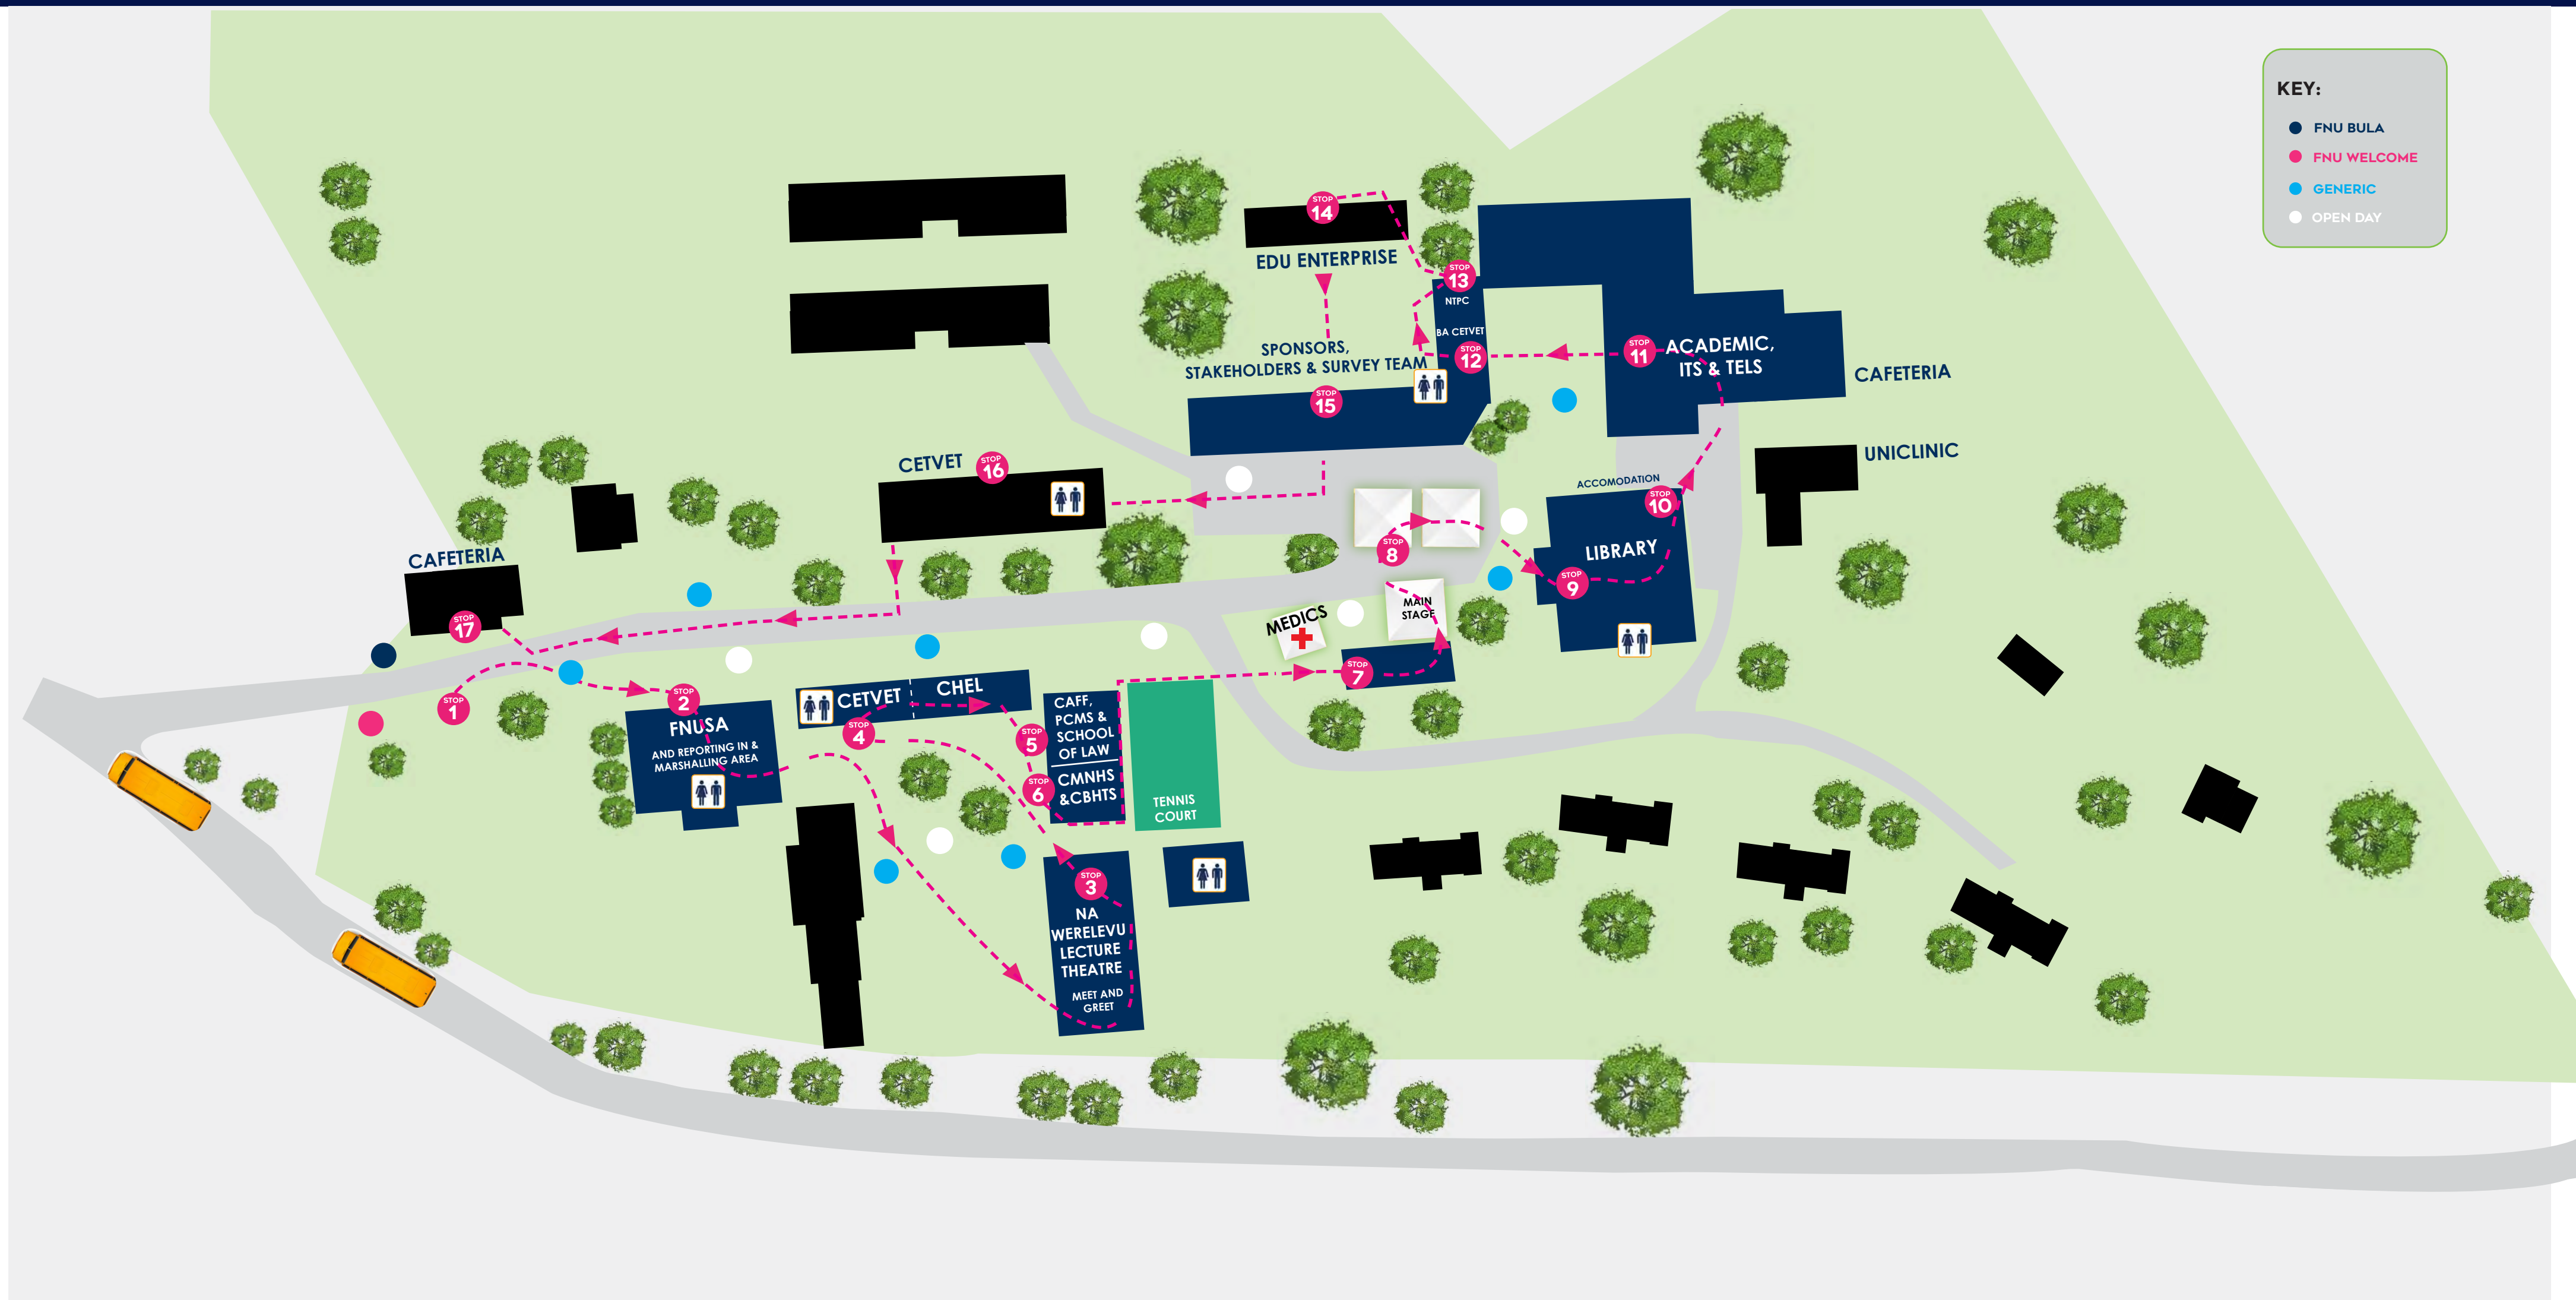 KEY:
FNU BULA
FNU WELCOME
GENERIC
OPEN DAY
STOP
14
EDU ENTERPRISE
STOP
13
NTPC
BA CETVET
STOP
12
STOP
11
ACADEMIC,
ITS & TELS
CAFETERIA
SPONSORS,
STAKEHOLDERS & SURVEY TEAM
STOP
15
UNICLINIC
CETVET
STOP
16
ACCOMODATION
STOP
10
LIBRARY
STOP
9
STOP
8
MAIN
STAGE
MEDICS
STOP
7
CAFETERIA
STOP
17
STOP
1
STOP
2
FNUSA
AND REPORTING IN &
MARSHALLING AREA
CETVET
CHEL
STOP
4
STOP
5
CAFF,
PCMS &
SCHOOL
OF LAW
STOP
6
CMNHS
&CBHTS
TENNIS
COURT
STOP
3
NA
WERELEVU
LECTURE
THEATRE
MEET AND
GREET